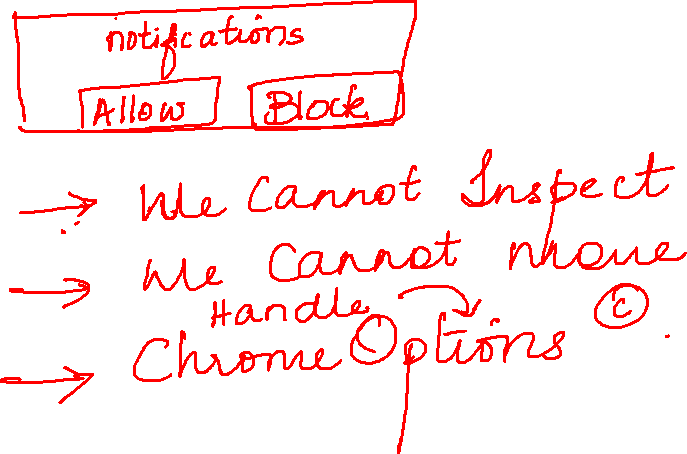 notifications
Allow Block
We Cannot Inspect
We Cannot move
Handle
Chrome Options C